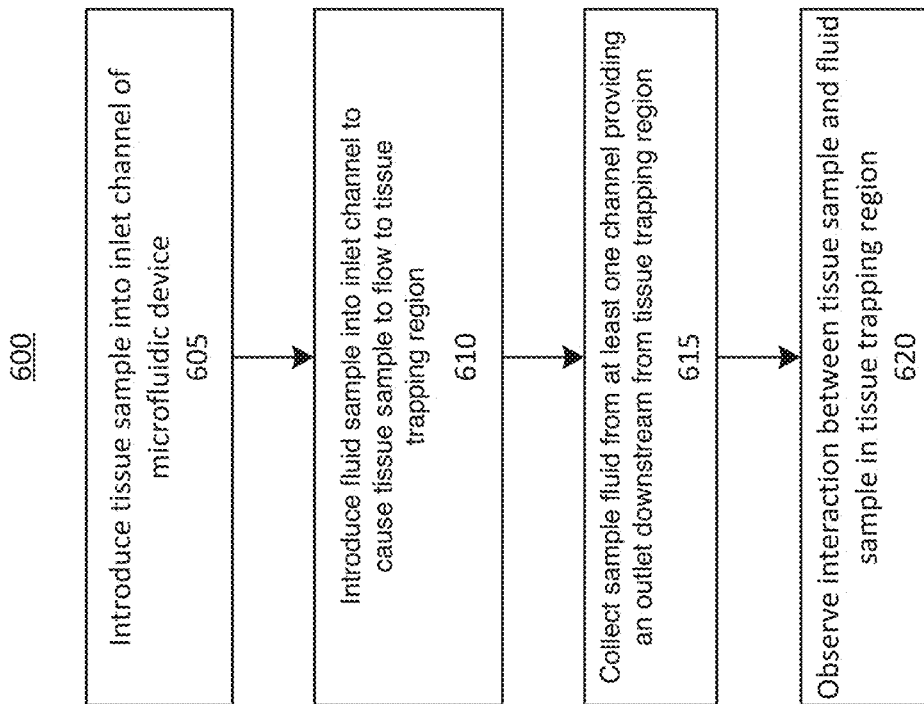 600
Introduce tissue sample into inlet channel of
microfluidic device
605
Introduce fluid sample into inlet channel to
cause tissue sample to flow to tissue
trapping region
610
Collect sample fluid from at least one channel providing
an outlet downstream from tissue trapping region
615
Observe interaction between tissue sample and fluid
sample in tissue trapping region
620